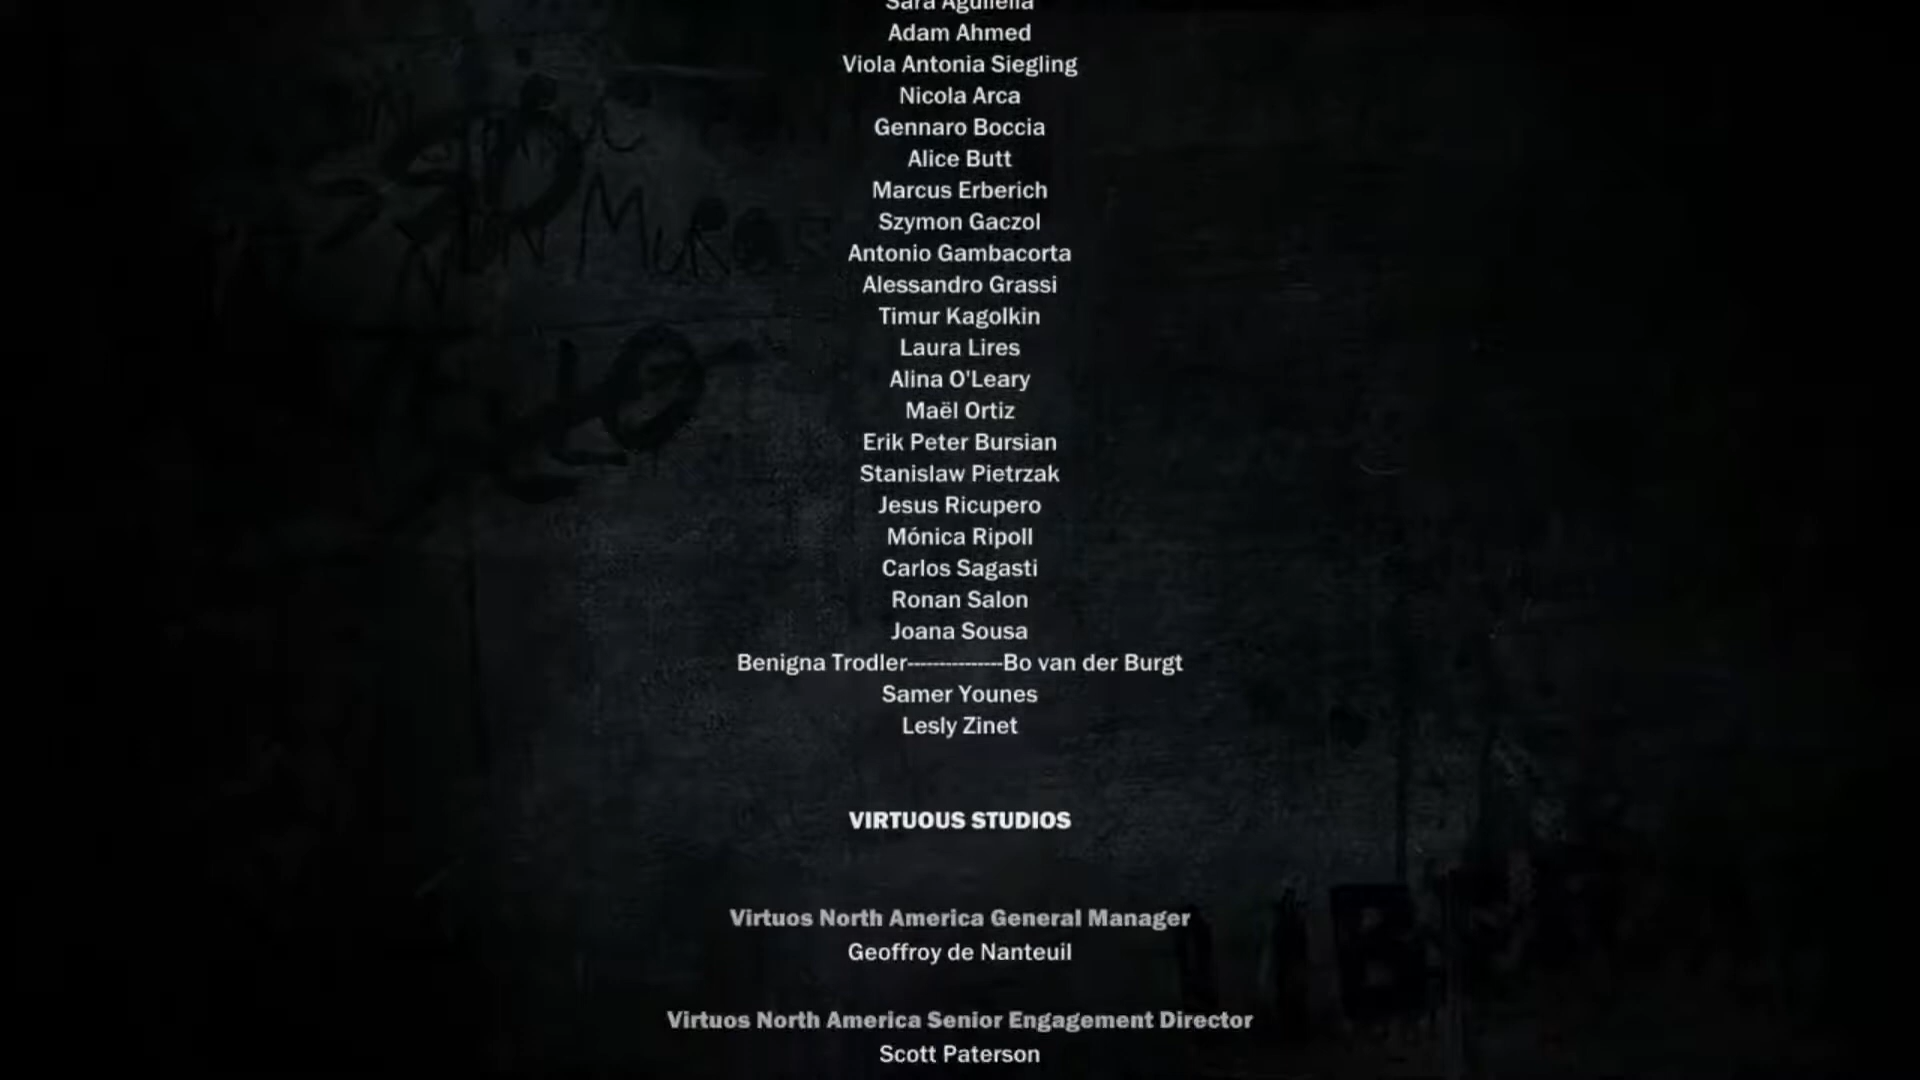 Sara Aguilella
Adam Ahmed
Viola Antonia Siegling
Nicola Arca
Gennaro Boccia
Alice Butt
Marcus Erberich
Szymon Gaczol
Antonio Gambacorta
Alessandro Grassi
Timur Kagolkin
Laura Lires
Alina O'Leary
Maël Ortiz
Erik Peter Bursian
Stanislaw Pietrzak
Jesus Ricupero
Mónica Ripoll
Carlos Sagasti
Ronan Salon
Joana Sousa
Benigna Trodler---------------Bo van der Burgt
Samer Younes
Lesly Zinet
VIRTUOUS STUDIOS
Virtuos North America General Manager
Geoffroy de Nanteuil
Virtuos North America Senior Engagement Director
Scott Paterson